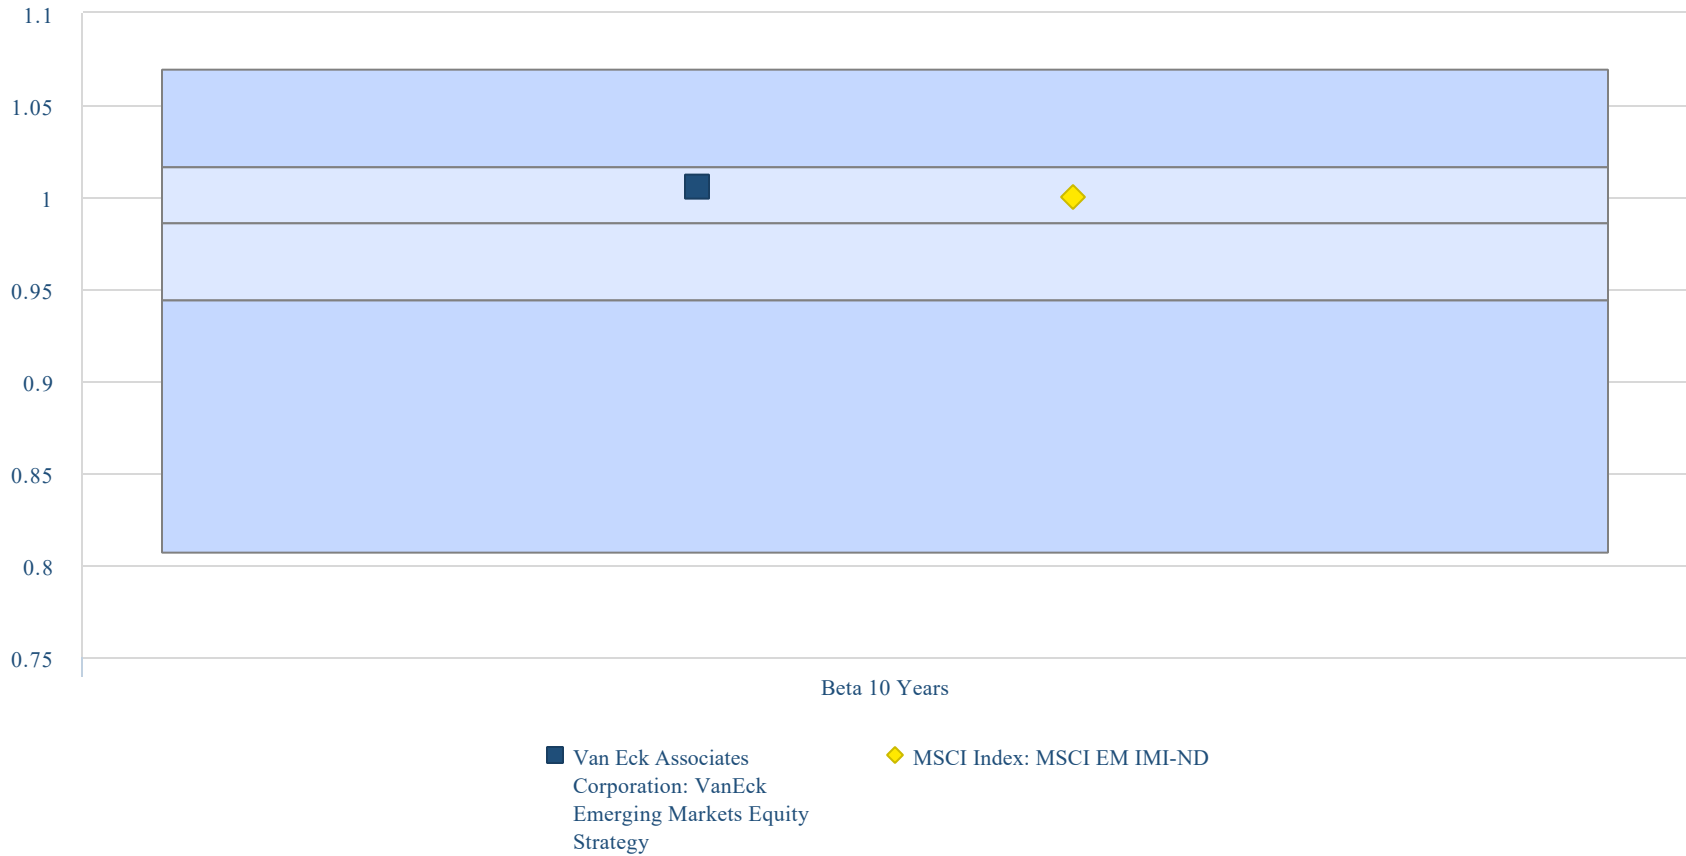 1.1
1.05
1
0.95
0.9
0.85
0.8
0.75
Beta 10 Years
Van Eck Associates
Corporation: VanEck
Emerging Markets Equity
Strategy
MSCI Index: MSCI EM IMI-ND